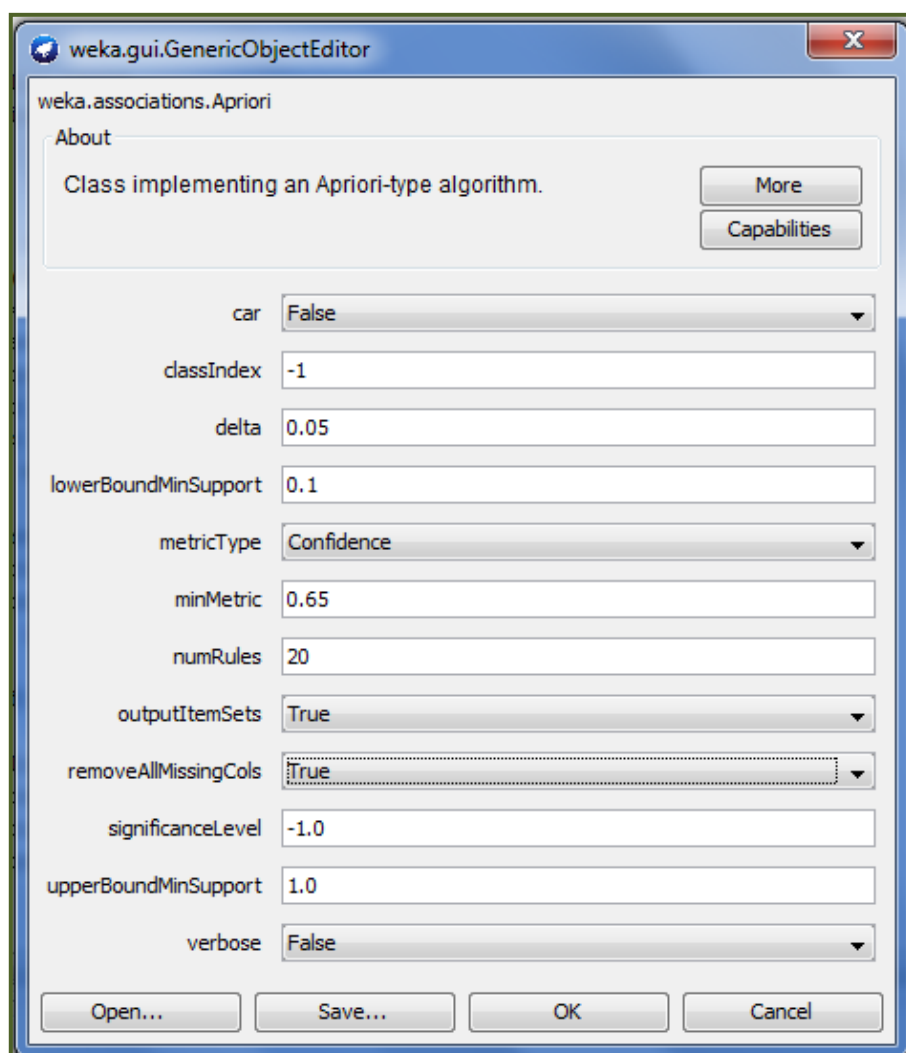 weka.gui.GenericObjectEditor
X
weka.associations.Apriori
About
Class implementing an Apriori-type algorithm.
More
Capabilities
car False
classIndex -1
delta 0.05
lowerBoundMinSupport 0.1
metricType Confidence
minMetric 0.65
numRules 20
outputItemSets True
removeAllMissingCols True
significanceLevel -1.0
upperBoundMinSupport 1.0
verbose False
Open... Save... OK Cancel